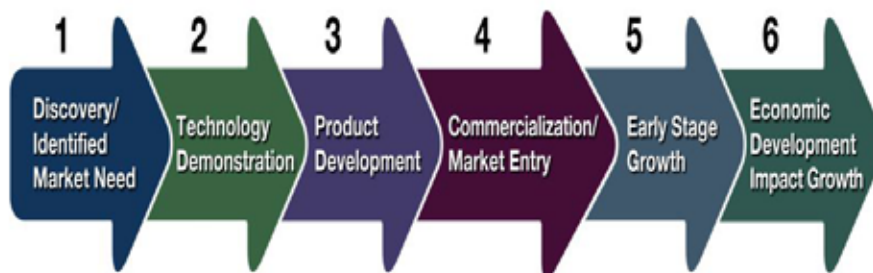 1
Discovery/
Identified
Market Need
2
Technology
Demonstration
3
Product
Development
4
Commercialization/
Market Entry
5
Early Stage
Growth
6
Economic
Development
Impact Growth